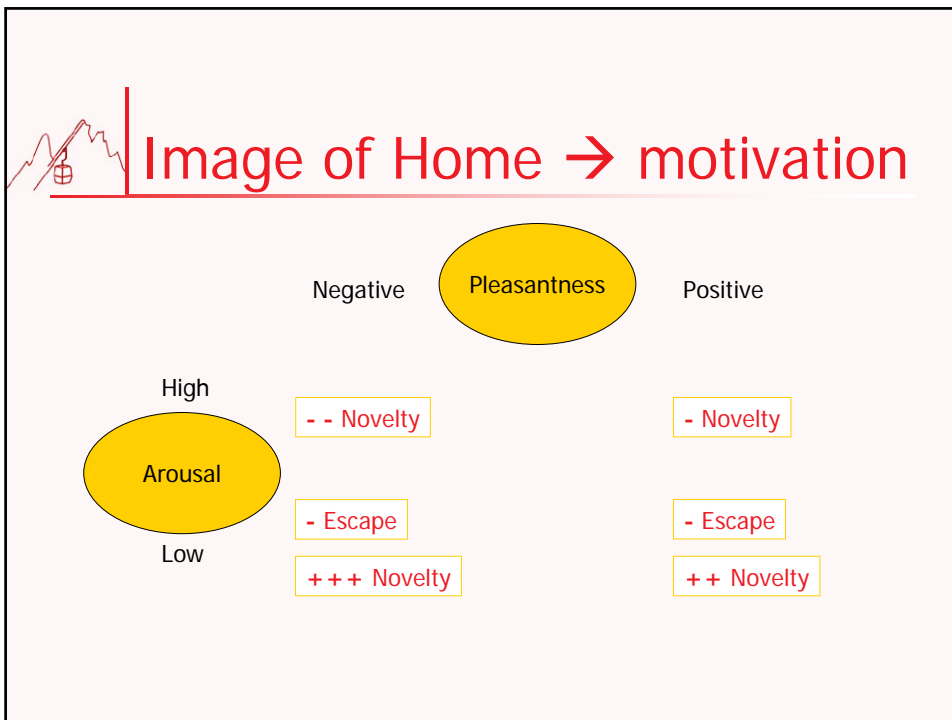 Image of Home → motivation
Negative Pleasantness Positive
High
- - Novelty - Novelty
Arousal
- Escape - Escape
Low
+ + + Novelty + + Novelty